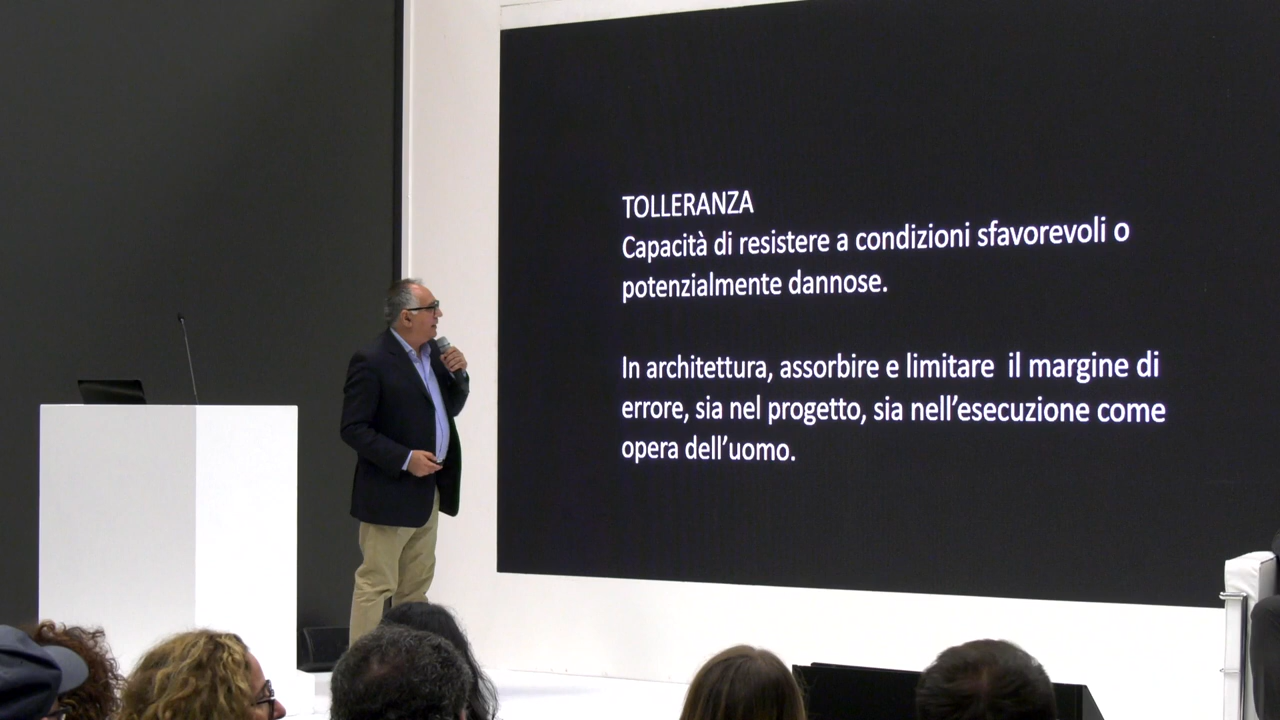 TOLLERANZA
Capacità di resistere a condizioni sfavorevoli o
potenzialmente dannose.
In architettura, assorbire e limitare  il margine di
errore, sia nel progetto, sia nell’esecuzione come
opera dell’uomo.